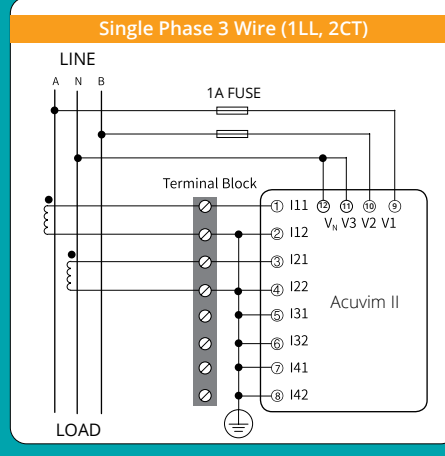 Single Phase 3 Wire (1LL, 2CT)
LINE
A N B
1A FUSE
Terminal Block
1 I11 12 11 10 9
2 I12 VN V3 V2 V1
3 I21
4 I22
Acuvim II
5 I31
6 I32
7 I41
8 I42
LOAD